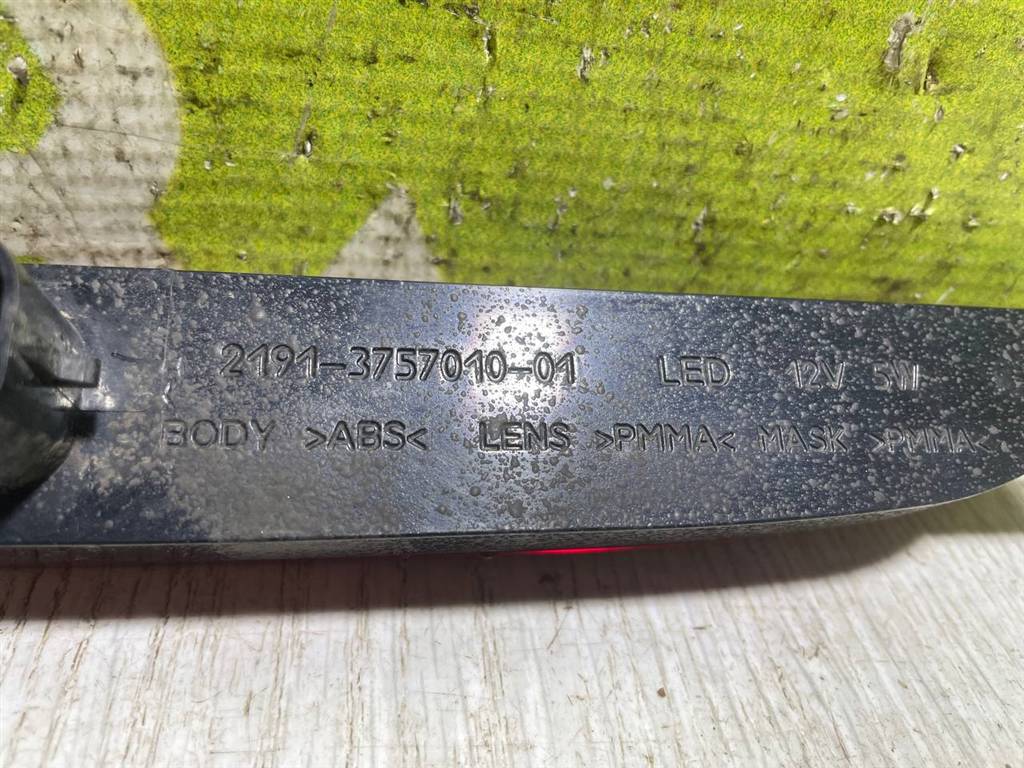 2191-3757010-01 LED 12V 5W
BODY >ABS< LENS >PMMA< MASK >PMMA<